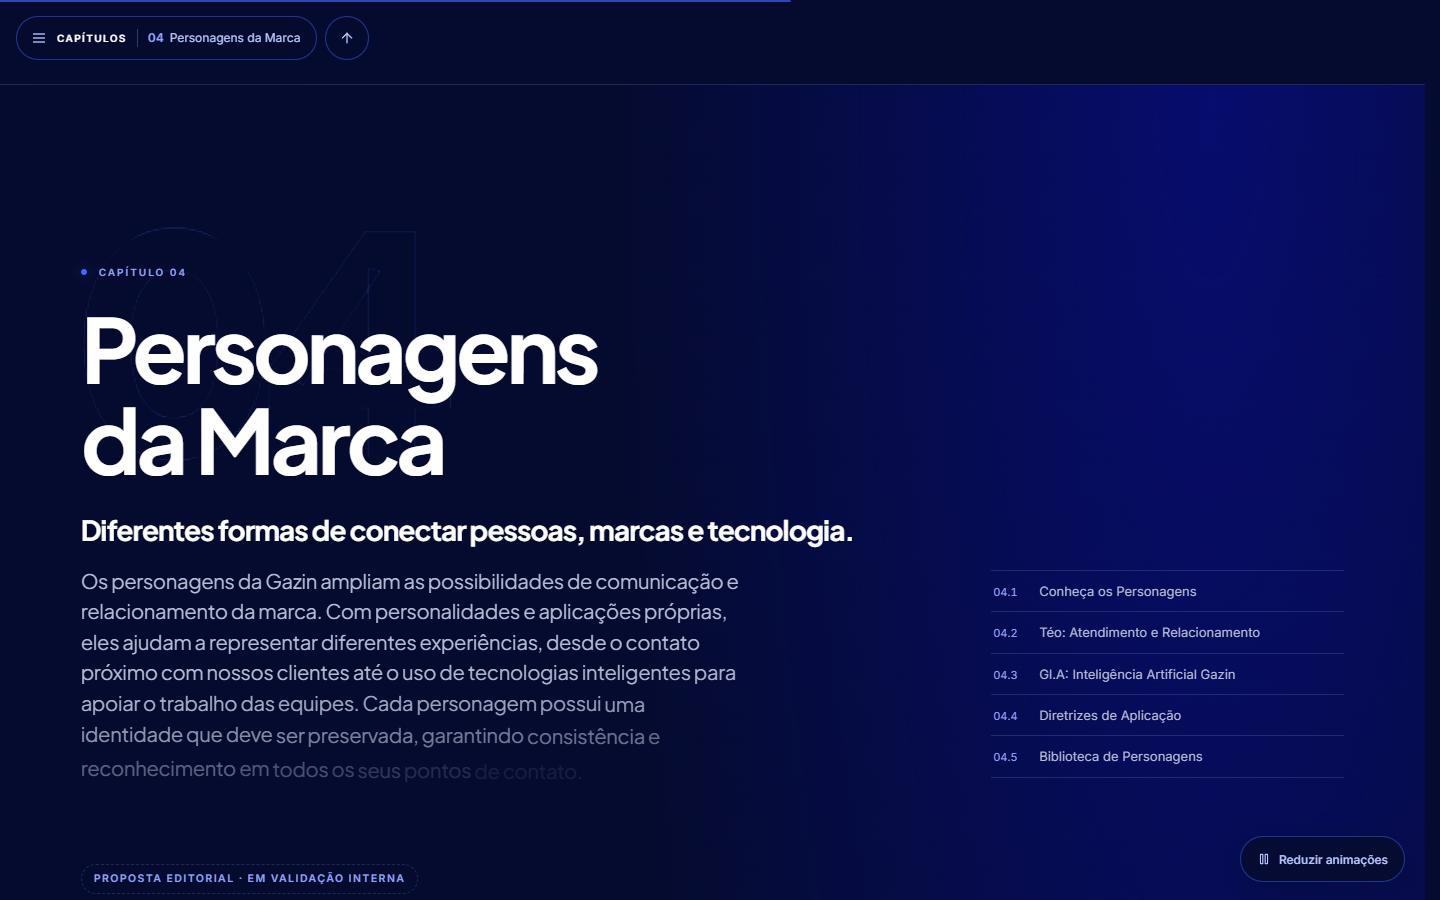 CAPÍTULOS
04 Personagens da Marca
04
CAPÍTULO 04
Personagens
da Marca
Diferentes formas de conectar pessoas, marcas e tecnologia.
Os personagens da Gazin ampliam as possibilidades de comunicação e
relacionamento da marca. Com personalidades e aplicações próprias,
eles ajudam a representar diferentes experiências, desde o contato
próximo com nossos clientes até o uso de tecnologias inteligentes para
apoiar o trabalho das equipes. Cada personagem possui uma
identidade que deve ser preservada, garantindo consistência e
reconhecimento em todos os seus pontos de contato.
04.1 Conheça os Personagens
04.2 Téo: Atendimento e Relacionamento
04.3 GI.A: Inteligência Artificial Gazin
04.4 Diretrizes de Aplicação
04.5 Biblioteca de Personagens
Reduzir animações
PROPOSTA EDITORIAL · EM VALIDAÇÃO INTERNA